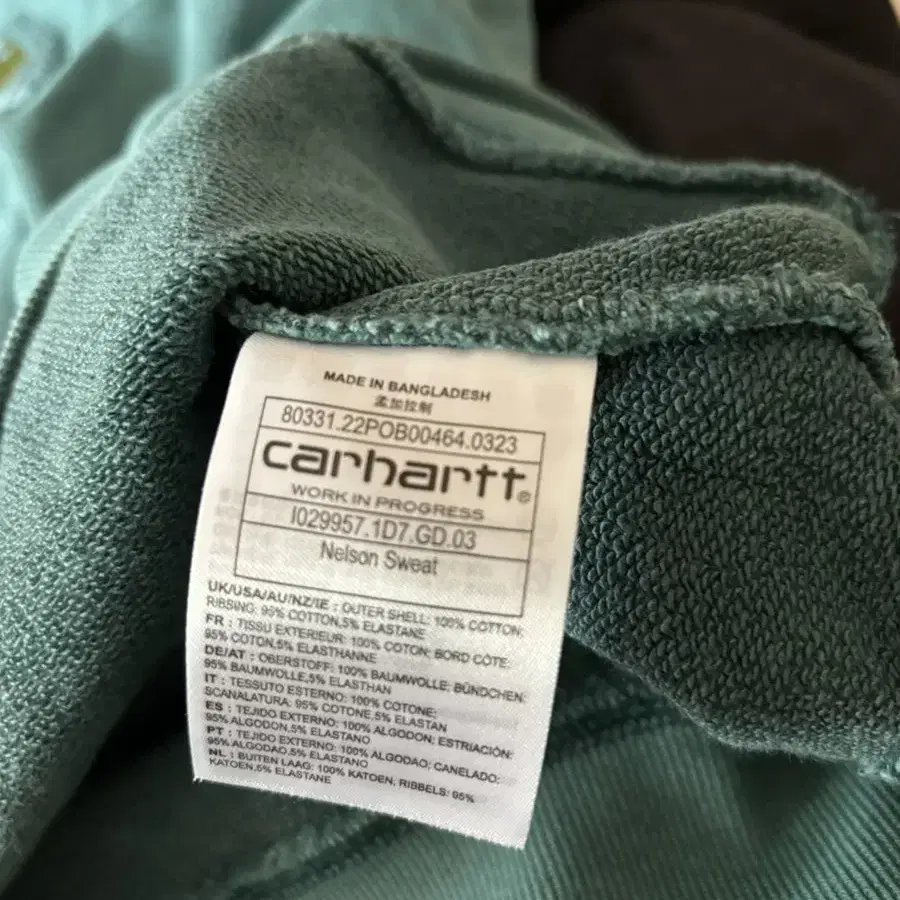 MADE IN BANGLADESH
孟加拉制
80331.22POB00464.0323
carhartt®
WORK IN PROGRESS
I029957.1D7.GD.03
Nelson Sweat
UK/USA/AU/NZ/IE : OUTER SHELL: 100% COTTON;
RIBSING: 95% COTTON,5% ELASTANE
FR : TISSU EXTERIEUR: 100% COTON; BORD CÔTE:
95% COTON,5% ELASTHANNE
DE/AT : OBERSTOFF: 100% BAUMWOLLE; BÜNDCHEN:
95% BAUMWOLLE,5% ELASTHAN
IT : TESSUTO ESTERNO: 100% COTONE;
SCANALATURA: 95% COTONE,5% ELASTAN
ES : TEJIDO EXTERNO: 100% ALGODON; ESTRIACIÓN:
95% ALGODON,5% ELASTANO
PT : TEJIDO EXTERNO: 100% ALGODAO; CANELADO:
95% ALGODAO,5% ELASTANO
NL : BUITEN LAAG: 100% KATOEN, RIBBELS: 95%
KATOEN,5% ELASTANE